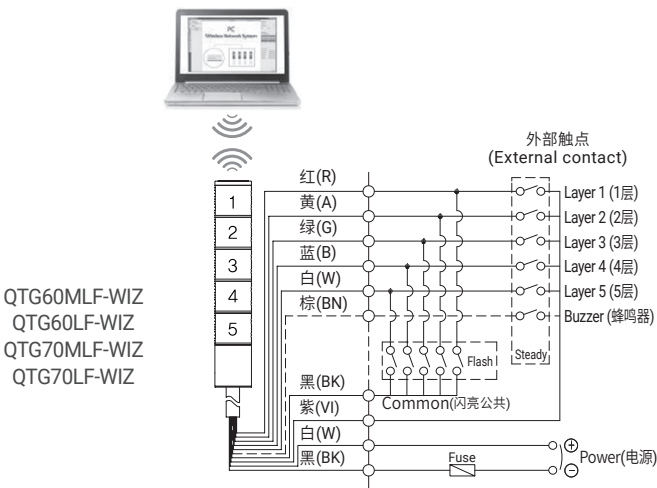 PC
Wireless Network System
外部触点
(External contact)
红(R)
黄(A)
绿(G)
蓝(B)
白(W)
棕(BN)
Layer 1 (1层)
Layer 2 (2层)
Layer 3 (3层)
Layer 4 (4层)
Layer 5 (5层)
Buzzer (蜂鸣器)
1
2
3
4
5
QTG60MLF-WIZ
QTG60LF-WIZ
QTG70MLF-WIZ
QTG70LF-WIZ
Flash
Steady
黑(BK)
Common(闪亮公共)
紫(VI)
白(W)
黑(BK)
Fuse
Power(电源)